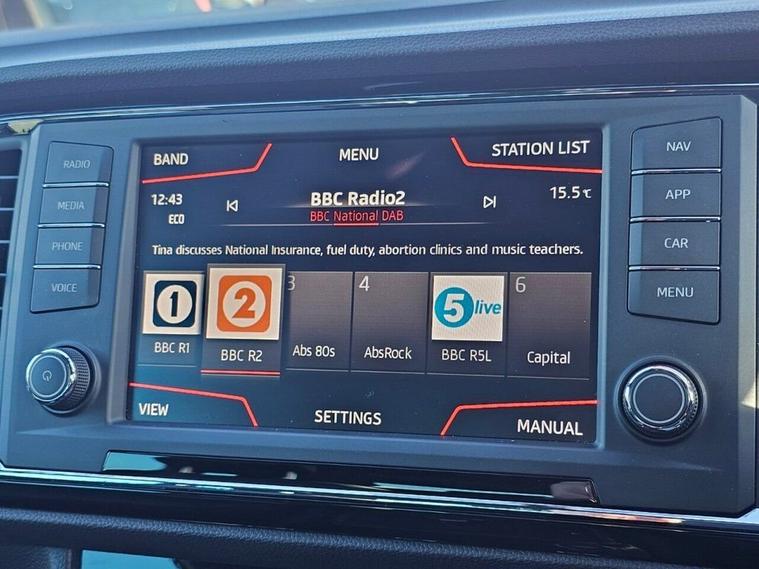 BAND
MENU
STATION LIST
RADIO
MEDIA
PHONE
VOICE
12:43
ECO
BBC Radio2
BBC National DAB
15.5°C
Tina discusses National Insurance, fuel duty, abortion clinics and music teachers.
1
BBC R1
2
BBC R2
3
Abs 80s
4
AbsRock
5 live
BBC R5L
6
Capital
VIEW
SETTINGS
MANUAL
NAV
APP
CAR
MENU